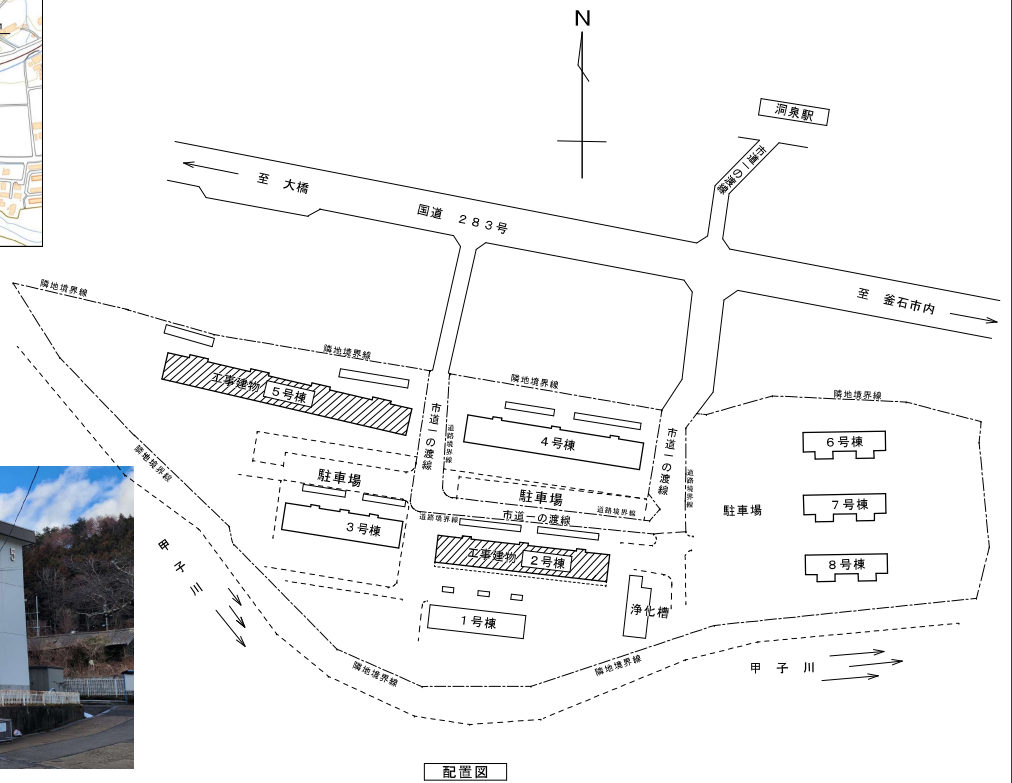 N
洞泉駅
市道一の渡線
至 大橋
国道 283号
至 釜石市内
隣地境界線
隣地境界線
隣地境界線
隣地境界線
工事建物
5号棟
市道一の渡線
道路境界線
4号棟
市道一の渡線
道路境界線
6号棟
隣地境界線
駐車場
駐車場
7号棟
駐車場
道路境界線
市道一の渡線
道路境界線
3号棟
工事建物
2号棟
8号棟
甲子川
浄化槽
1号棟
隣地境界線
隣地境界線
甲子川
配置図